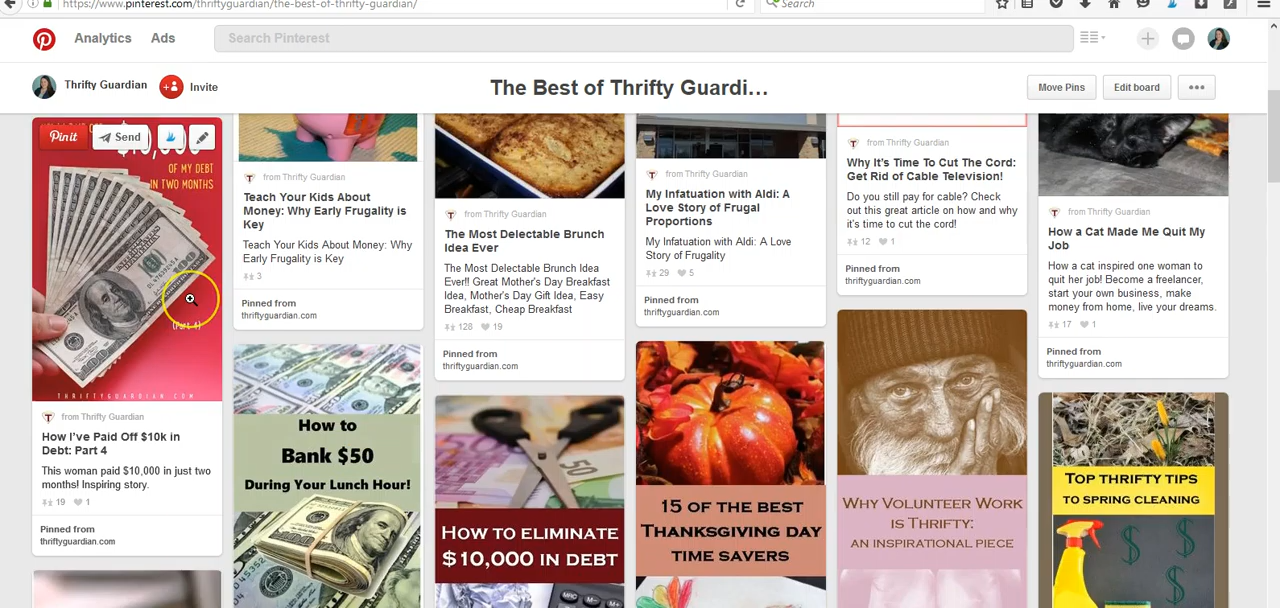 https://www.pinterest.com/thriftyguardian/the-best-of-thrifty-guardian/
Search
Analytics
Ads
Search Pinterest
Thrifty Guardian
Invite
The Best of Thrifty Guardi…
Move Pins
Edit board
Pinit
Send
$10,000
OF MY DEBT
IN TWO MONTHS
(Part 4)
THRIFTYGUARDIAN.COM
from Thrifty Guardian
How I've Paid Off $10k in
Debt: Part 4
This woman paid $10,000 in just two
months! Inspiring story.
19 1
Pinned from
thriftyguardian.com
from Thrifty Guardian
Teach Your Kids About
Money: Why Early Frugality is
Key
Teach Your Kids About Money: Why
Early Frugality is Key
3
Pinned from
thriftyguardian.com
How to
Bank $50
During Your Lunch Hour!
from Thrifty Guardian
The Most Delectable Brunch
Idea Ever
The Most Delectable Brunch
Idea Ever!! Great Mother's Day Breakfast
Idea, Mother's Day Gift Idea, Easy
Breakfast, Cheap Breakfast
128 19
Pinned from
thriftyguardian.com
50
How to eliminate
$10,000 in debt
from Thrifty Guardian
My Infatuation with Aldi: A
Love Story of Frugal
Proportions
My Infatuation with Aldi: A Love
Story of Frugality
29 5
Pinned from
thriftyguardian.com
15 of the best
Thanksgiving Day
time savers
from Thrifty Guardian
Why It's Time To Cut The Cord:
Get Rid of Cable Television!
Do you still pay for cable? Check
out this great article on how and why
it's time to cut the cord!
12 1
Pinned from
thriftyguardian.com
Why Volunteer Work
is Thrifty:
an inspirational piece
from Thrifty Guardian
How a Cat Made Me Quit My
Job
How a cat inspired one woman to
quit her job! Become a freelancer,
start your own business, make
money from home, live your dreams.
17 1
Pinned from
thriftyguardian.com
Top thrifty tips
to spring cleaning